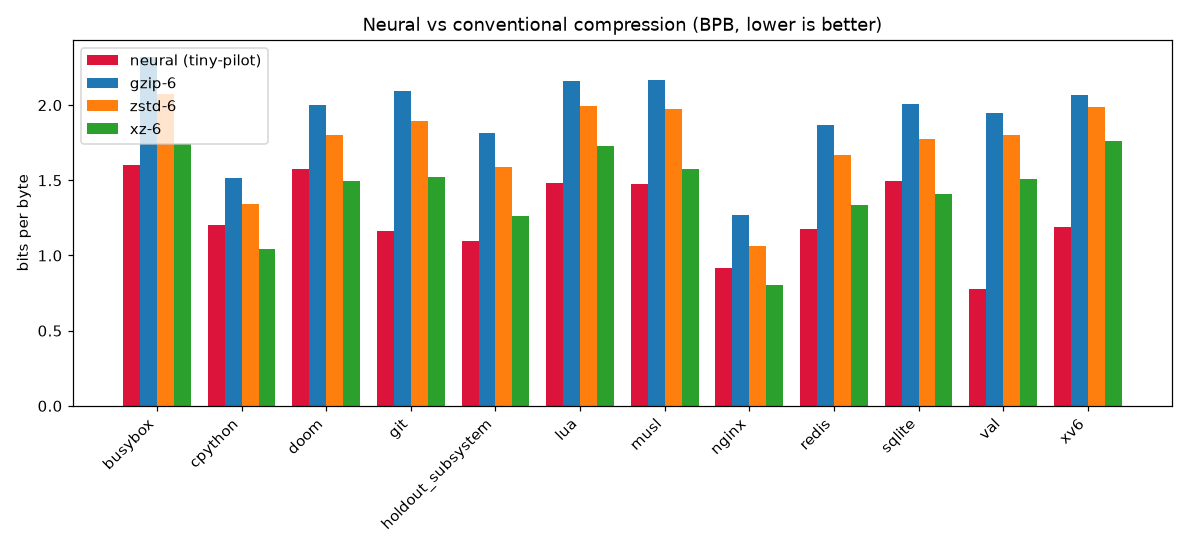 Neural vs conventional compression (BPB, lower is better)
neural (tiny-pilot)
gzip-6
zstd-6
xz-6
bits per byte
2.0
1.5
1.0
0.5
0.0
busybox
cpython
doom
git
holdout_subsystem
lua
musl
nginx
redis
sqlite
val
xv6